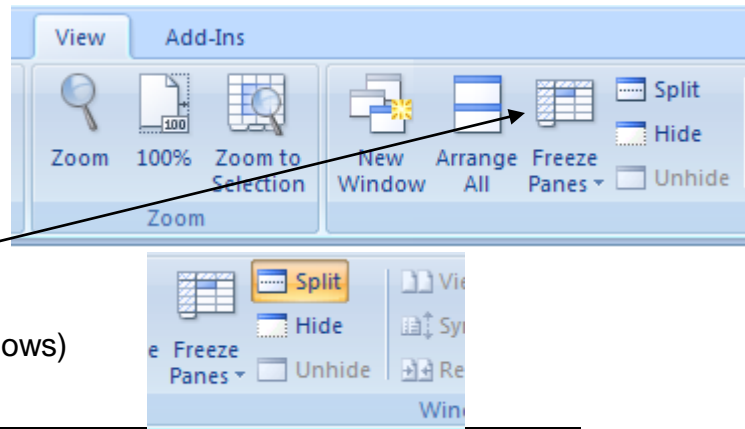 View Add-Ins
Split
Hide
Zoom 100% Zoom to Selection New Window Arrange All Freeze Panes Unhide
100
Zoom
Split
Hide
Freeze Panes Unhide
ows)